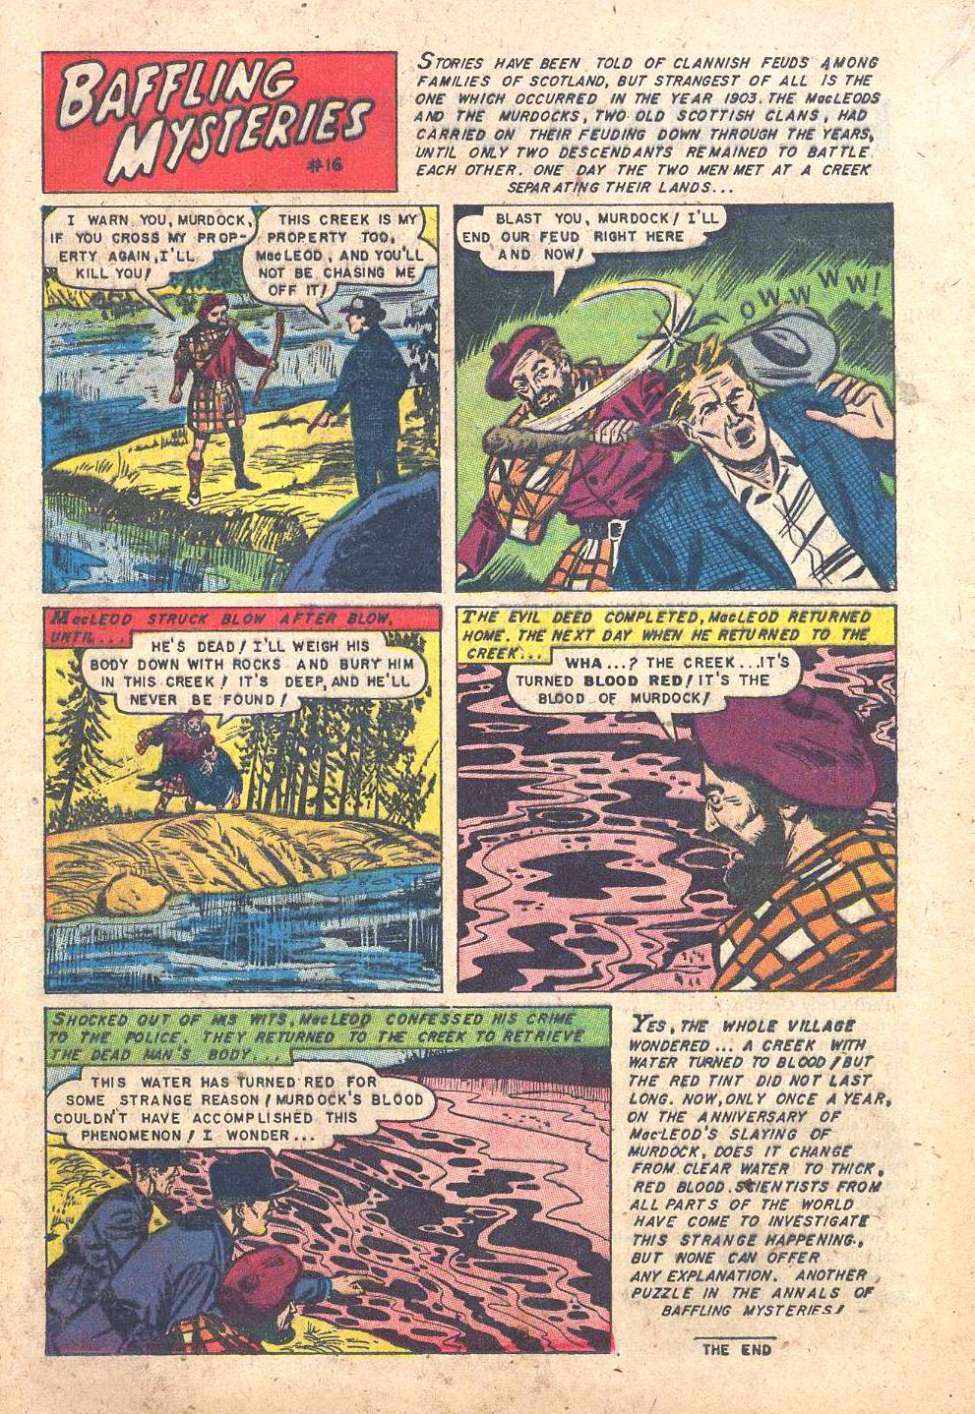 BAFFLING
MYSTERIES
#16
STORIES HAVE BEEN TOLD OF CLANNISH FEUDS AMONG
FAMILIES OF SCOTLAND, BUT STRANGEST OF ALL IS THE
ONE WHICH OCCURRED IN THE YEAR 1903. THE MacLEODS
AND THE MURDOCKS, TWO OLD SCOTTISH CLANS, HAD
CARRIED ON THEIR FEUDING DOWN THROUGH THE YEARS,
UNTIL ONLY TWO DESCENDANTS REMAINED TO BATTLE
EACH OTHER. ONE DAY THE TWO MEN MET AT A CREEK
SEPARATING THEIR LANDS...
I WARN YOU, MURDOCK,
IF YOU CROSS MY PROP-
ERTY AGAIN, I'LL
KILL YOU!
THIS CREEK IS MY
PROPERTY TOO,
MacLEOD, AND YOU'LL
NOT BE CHASING ME
OFF IT!
BLAST YOU, MURDOCK! I'LL
END OUR FEUD RIGHT HERE
AND NOW!
OWWWWW!
MacLEOD STRUCK BLOW AFTER BLOW,
UNTIL...
HE'S DEAD! I'LL WEIGH HIS
BODY DOWN WITH ROCKS AND BURY HIM
IN THIS CREEK! IT'S DEEP, AND HE'LL
NEVER BE FOUND!
THE EVIL DEED COMPLETED, MacLEOD RETURNED
HOME. THE NEXT DAY WHEN HE RETURNED TO THE
CREEK...
WHA...? THE CREEK...IT'S
TURNED BLOOD RED! IT'S THE
BLOOD OF MURDOCK!
SHOCKED OUT OF HIS WITS, MacLEOD CONFESSED HIS CRIME
TO THE POLICE. THEY RETURNED TO THE CREEK TO RETRIEVE
THE DEAD MAN'S BODY...
THIS WATER HAS TURNED RED FOR
SOME STRANGE REASON! MURDOCK'S BLOOD
COULDN'T HAVE ACCOMPLISHED THIS
PHENOMENON! I WONDER...
YES, THE WHOLE VILLAGE
WONDERED... A CREEK WITH
WATER TURNED TO BLOOD! BUT
THE RED TINT DID NOT LAST
LONG. NOW, ONLY ONCE A YEAR,
ON THE ANNIVERSARY OF
MacLEOD'S SLAYING OF
MURDOCK, DOES IT CHANGE
FROM CLEAR WATER TO THICK,
RED BLOOD. SCIENTISTS FROM
ALL PARTS OF THE WORLD
HAVE COME TO INVESTIGATE
THIS STRANGE HAPPENING,
BUT NONE CAN OFFER
ANY EXPLANATION. ANOTHER
PUZZLE IN THE ANNALS OF
BAFFLING MYSTERIES!
THE END